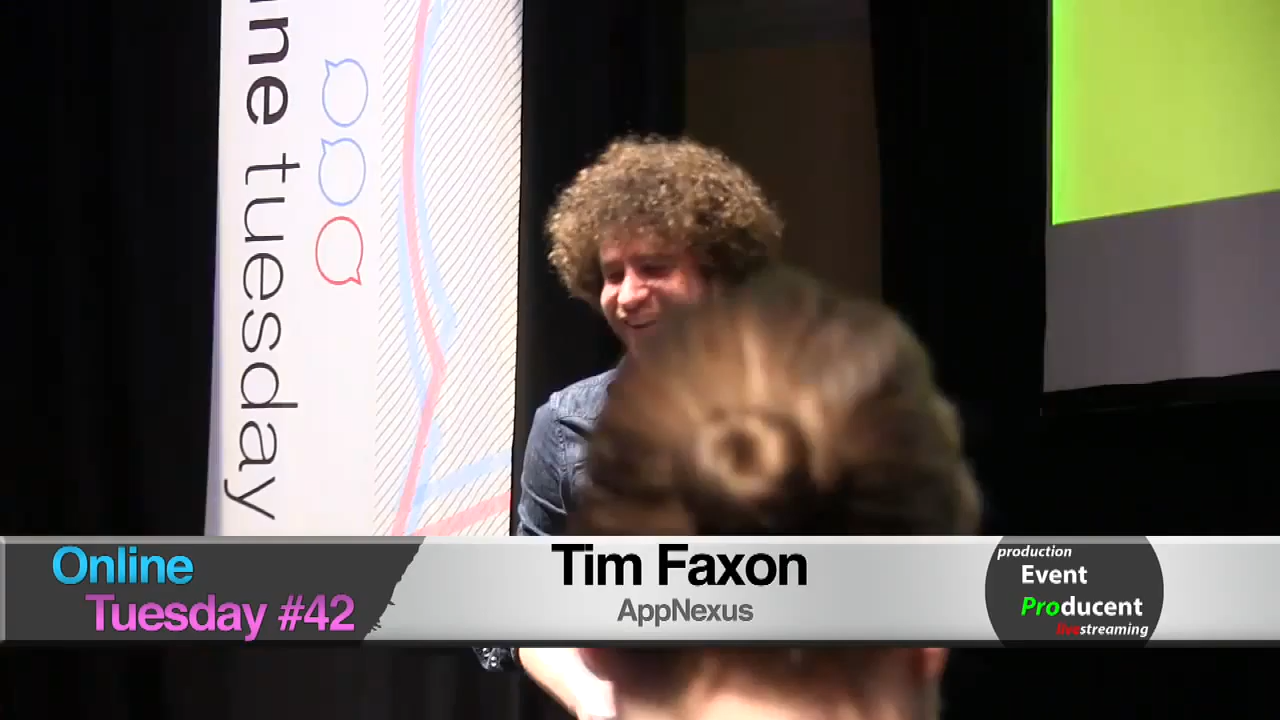 ne tuesday
Online
Tuesday #42
Tim Faxon
AppNexus
production
Event
Producent
livestreaming